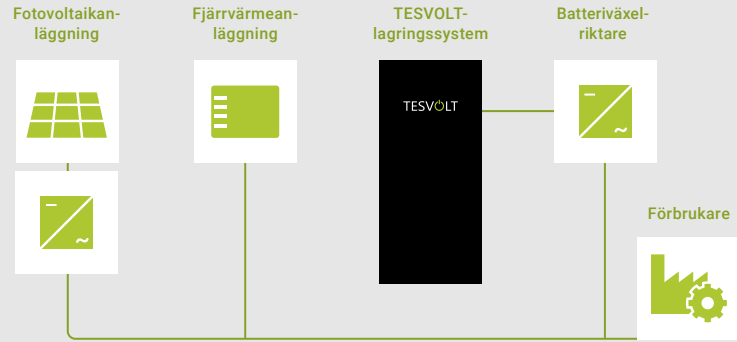 Fotovoltaikan-
läggning
Fjärrvärmean-
läggning
TESVOLT-
lagringssystem
Batteriväxel-
riktare
TESVOLT
Förbrukare